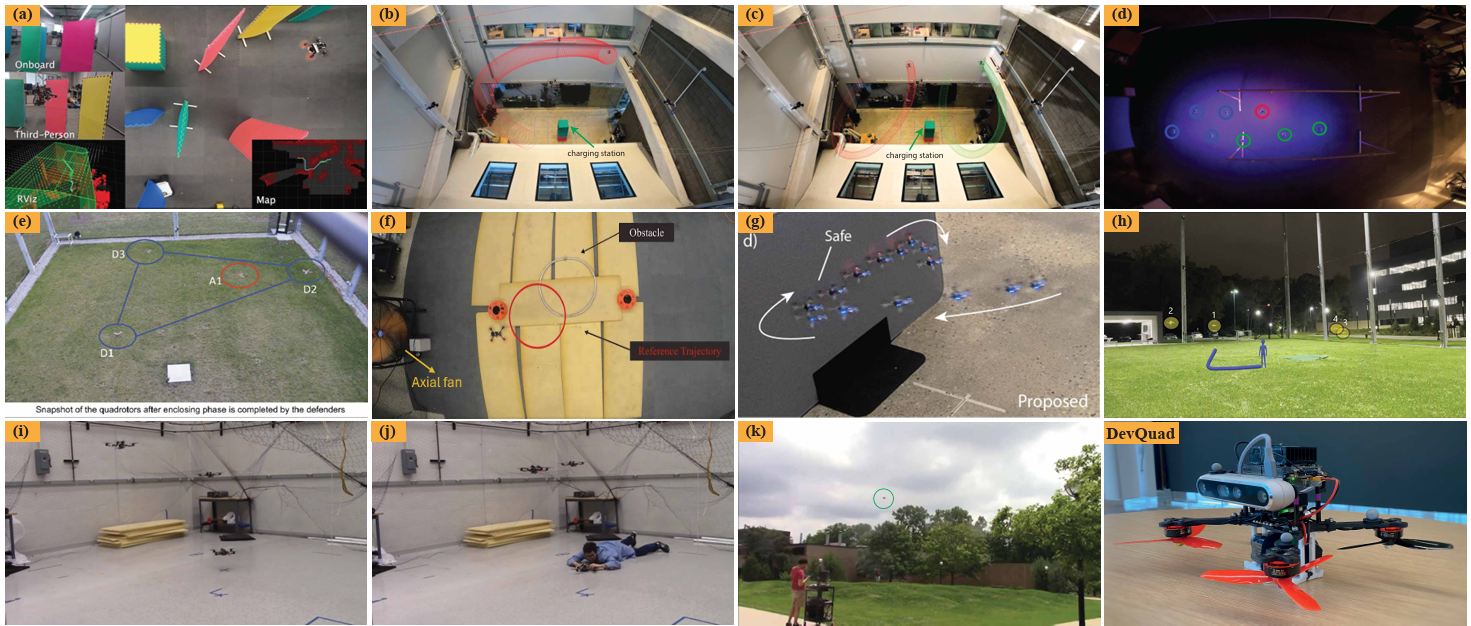 (a)
Onboard
Third-Person
RViz
Map
(b)
charging station
(c)
charging station
(d)
(e)
D3
A1
D2
D1
Snapshot of the quadrotors after enclosing phase is completed by the defenders
(f)
Obstacle
Reference Trajectory
Axial fan
(g)
d)
Safe
Proposed
(h)
2
1
4
3
(i)
(j)
(k)
DevQuad